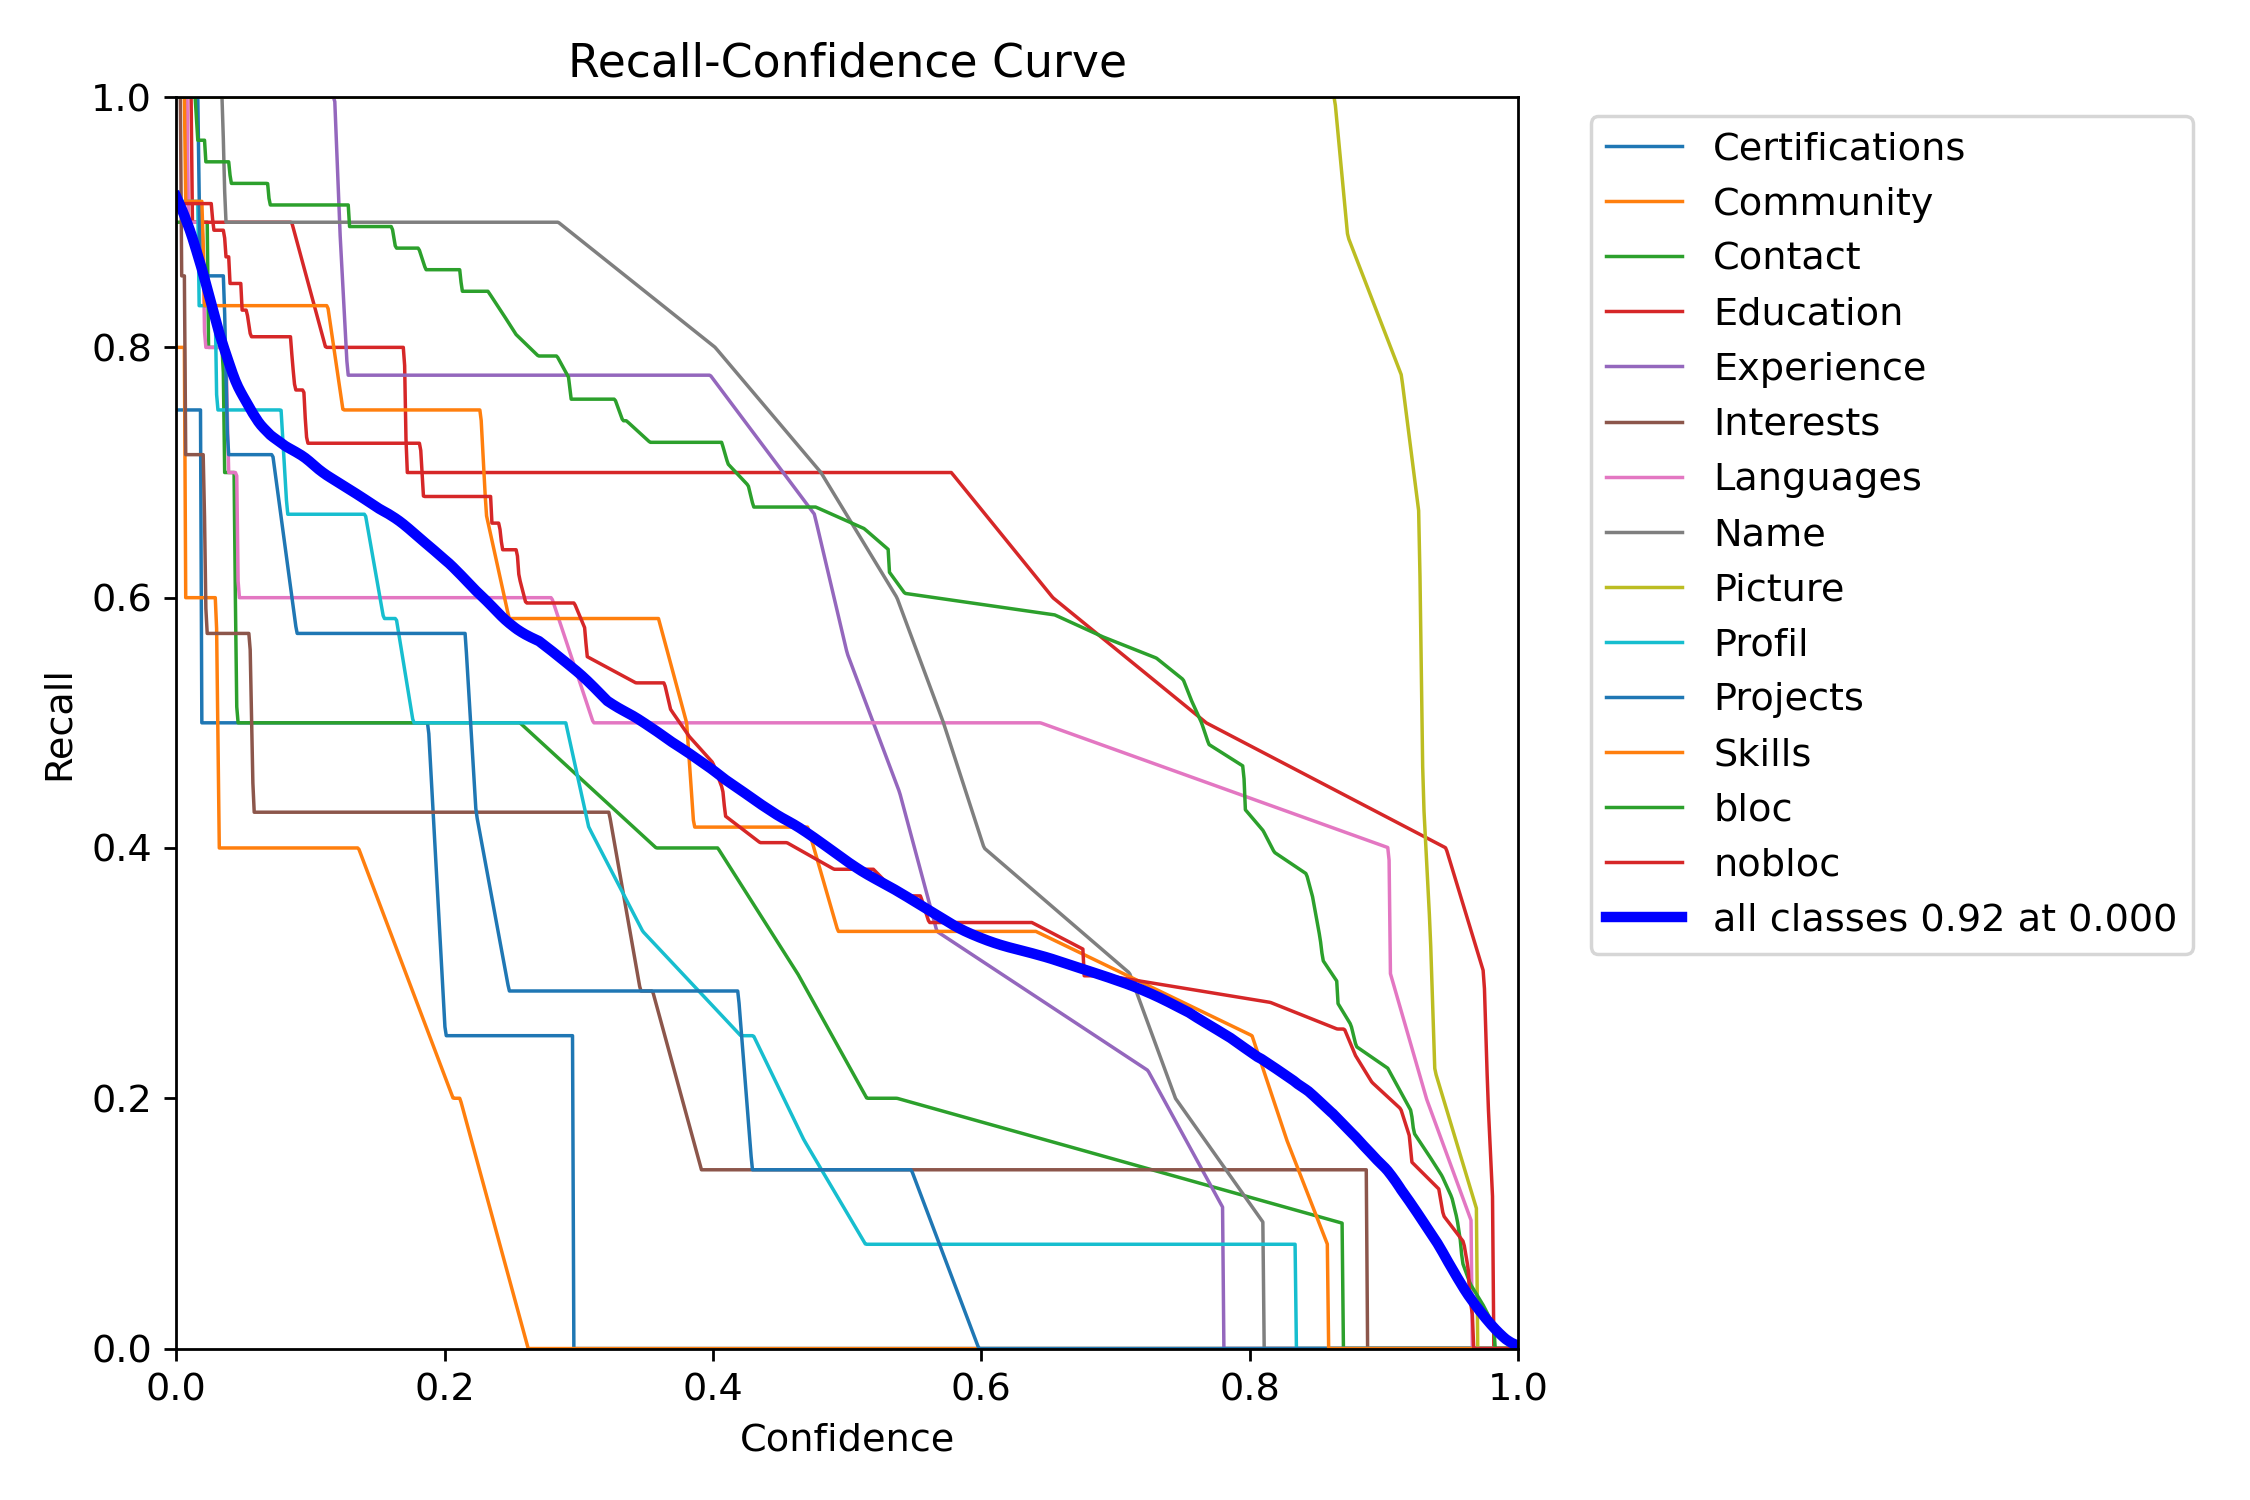 Recall-Confidence Curve
1.0
0.8
0.6
0.4
0.2
0.0
Recall
0.0 0.2 0.4 0.6 0.8 1.0
Confidence
Certifications
Community
Contact
Education
Experience
Interests
Languages
Name
Picture
Profil
Projects
Skills
bloc
nobloc
all classes 0.92 at 0.000